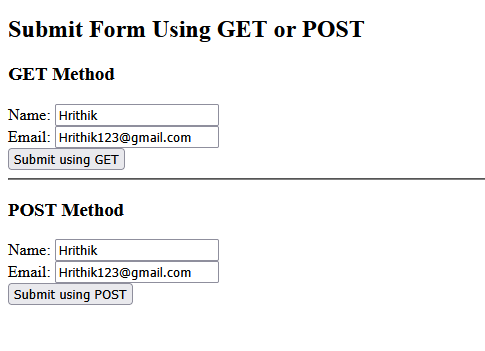 Submit Form Using GET or POST
GET Method
Name: Hrithik
Email: Hrithik123@gmail.com
Submit using GET
POST Method
Name: Hrithik
Email: Hrithik123@gmail.com
Submit using POST